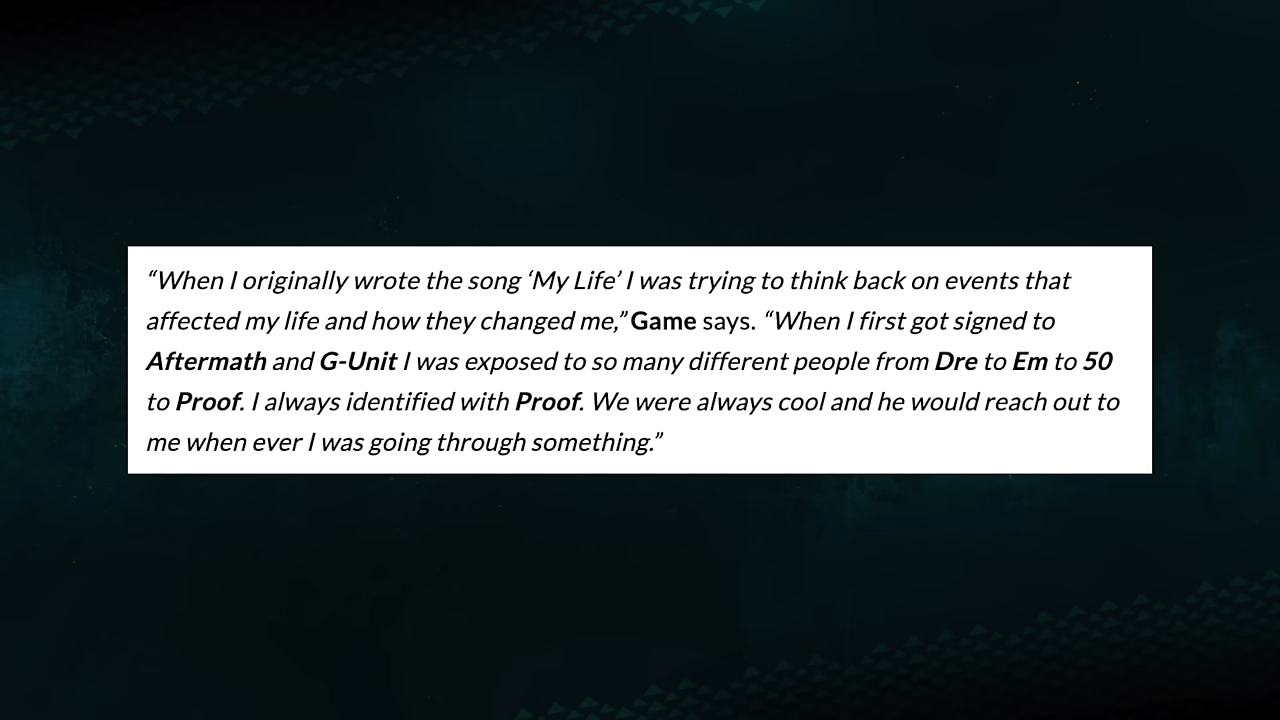 “When I originally wrote the song ‘My Life’ I was trying to think back on events that
affected my life and how they changed me,” Game says. “When I first got signed to
Aftermath and G-Unit I was exposed to so many different people from Dre to Em to 50
to Proof. I always identified with Proof. We were always cool and he would reach out to
me when ever I was going through something.”